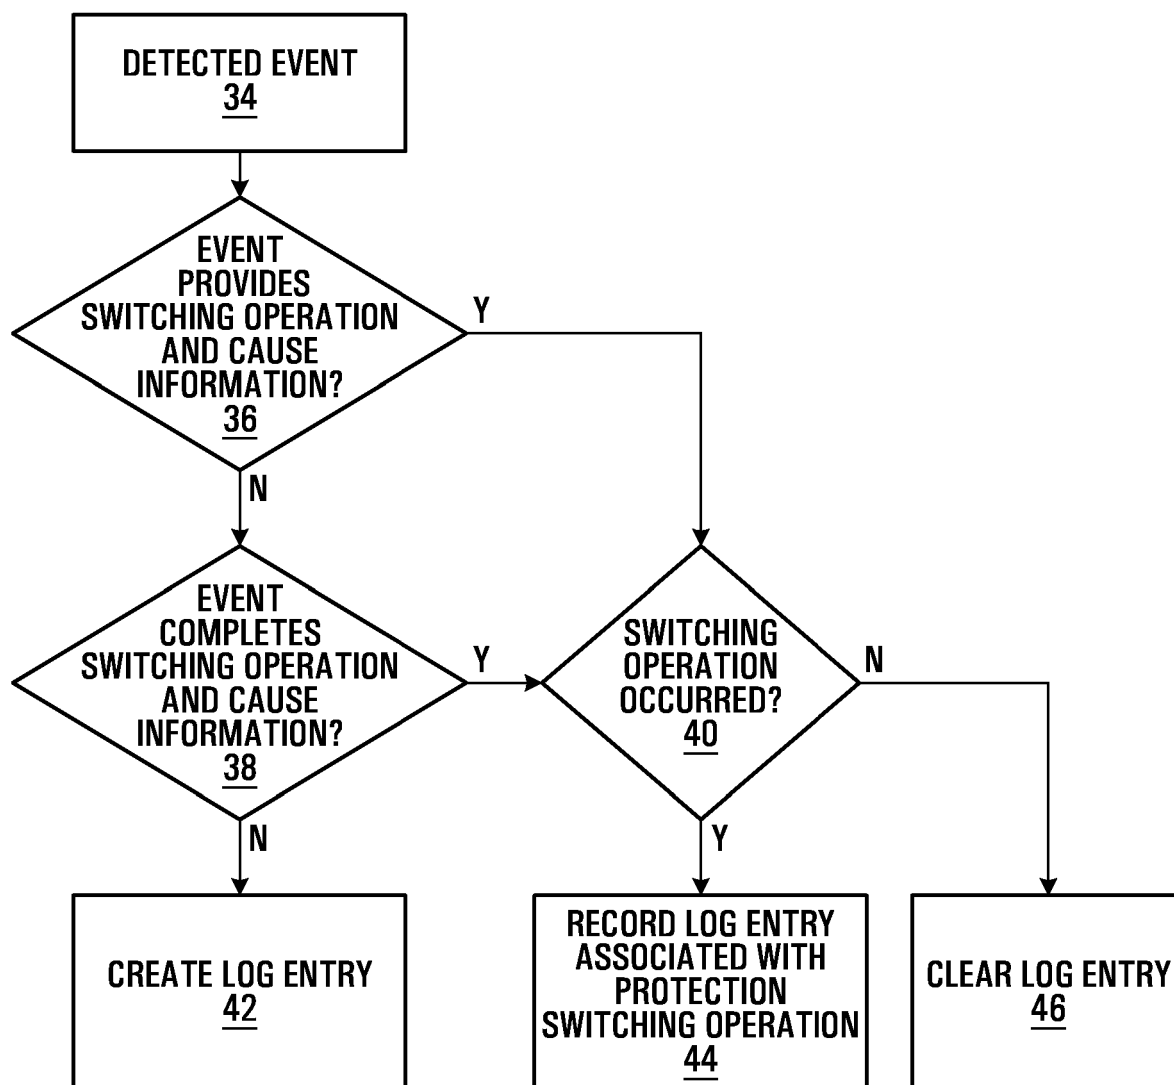 DETECTED EVENT
34
EVENT
PROVIDES
SWITCHING OPERATION
AND CAUSE
INFORMATION?
36
Y
N
EVENT
COMPLETES
SWITCHING OPERATION
AND CAUSE
INFORMATION?
38
Y
N
SWITCHING
OPERATION
OCCURRED?
40
N
Y
CREATE LOG ENTRY
42
RECORD LOG ENTRY
ASSOCIATED WITH
PROTECTION
SWITCHING OPERATION
44
CLEAR LOG ENTRY
46